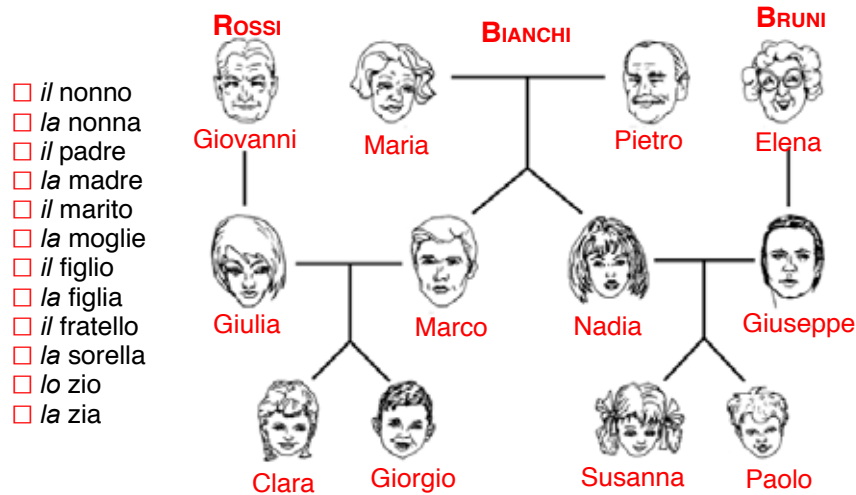 ROSSI
BIANCHI
BRUNI
il nonno
la nonna
il padre
la madre
il marito
la moglie
il figlio
la figlia
il fratello
la sorella
lo zio
la zia
Giovanni
Maria
Pietro
Elena
Giulia
Marco
Nadia
Giuseppe
Clara
Giorgio
Susanna
Paolo